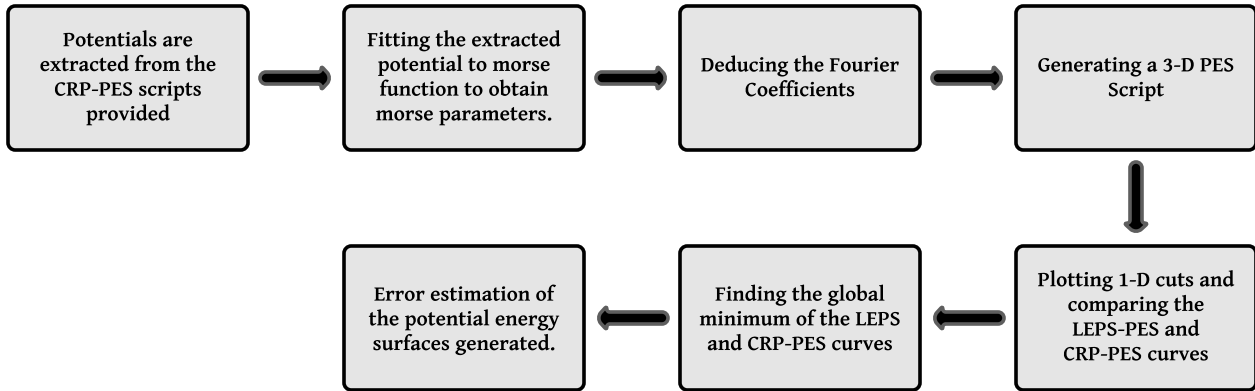 Potentials are
extracted from the
CRP-PES scripts
provided
Fitting the extracted
potential to morse
function to obtain
morse parameters.
Deducing the Fourier
Coefficients
Generating a 3-D PES
Script
Plotting 1-D cuts and
comparing the
LEPS-PES and
CRP-PES curves
Finding the global
minimum of the LEPS
and CRP-PES curves
Error estimation of
the potential energy
surfaces generated.